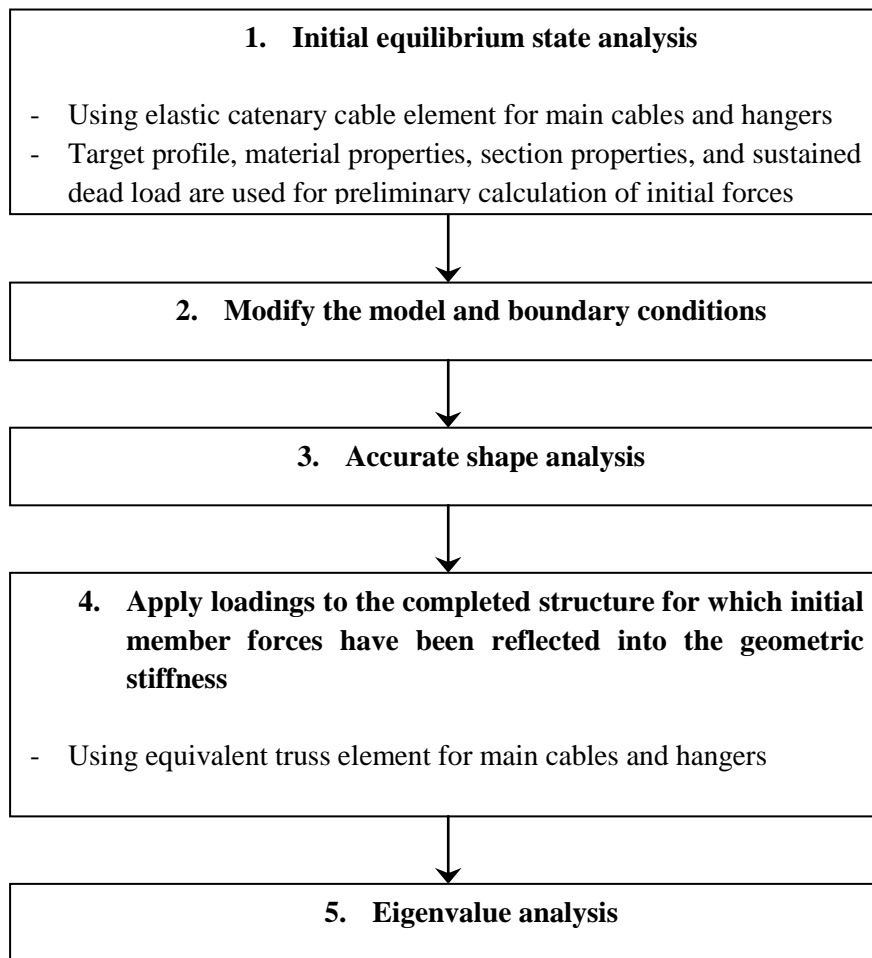 1. Initial equilibrium state analysis
- Using elastic catenary cable element for main cables and hangers
- Target profile, material properties, section properties, and sustained
dead load are used for preliminary calculation of initial forces
2. Modify the model and boundary conditions
3. Accurate shape analysis
4. Apply loadings to the completed structure for which initial
member forces have been reflected into the geometric
stiffness
- Using equivalent truss element for main cables and hangers
5. Eigenvalue analysis